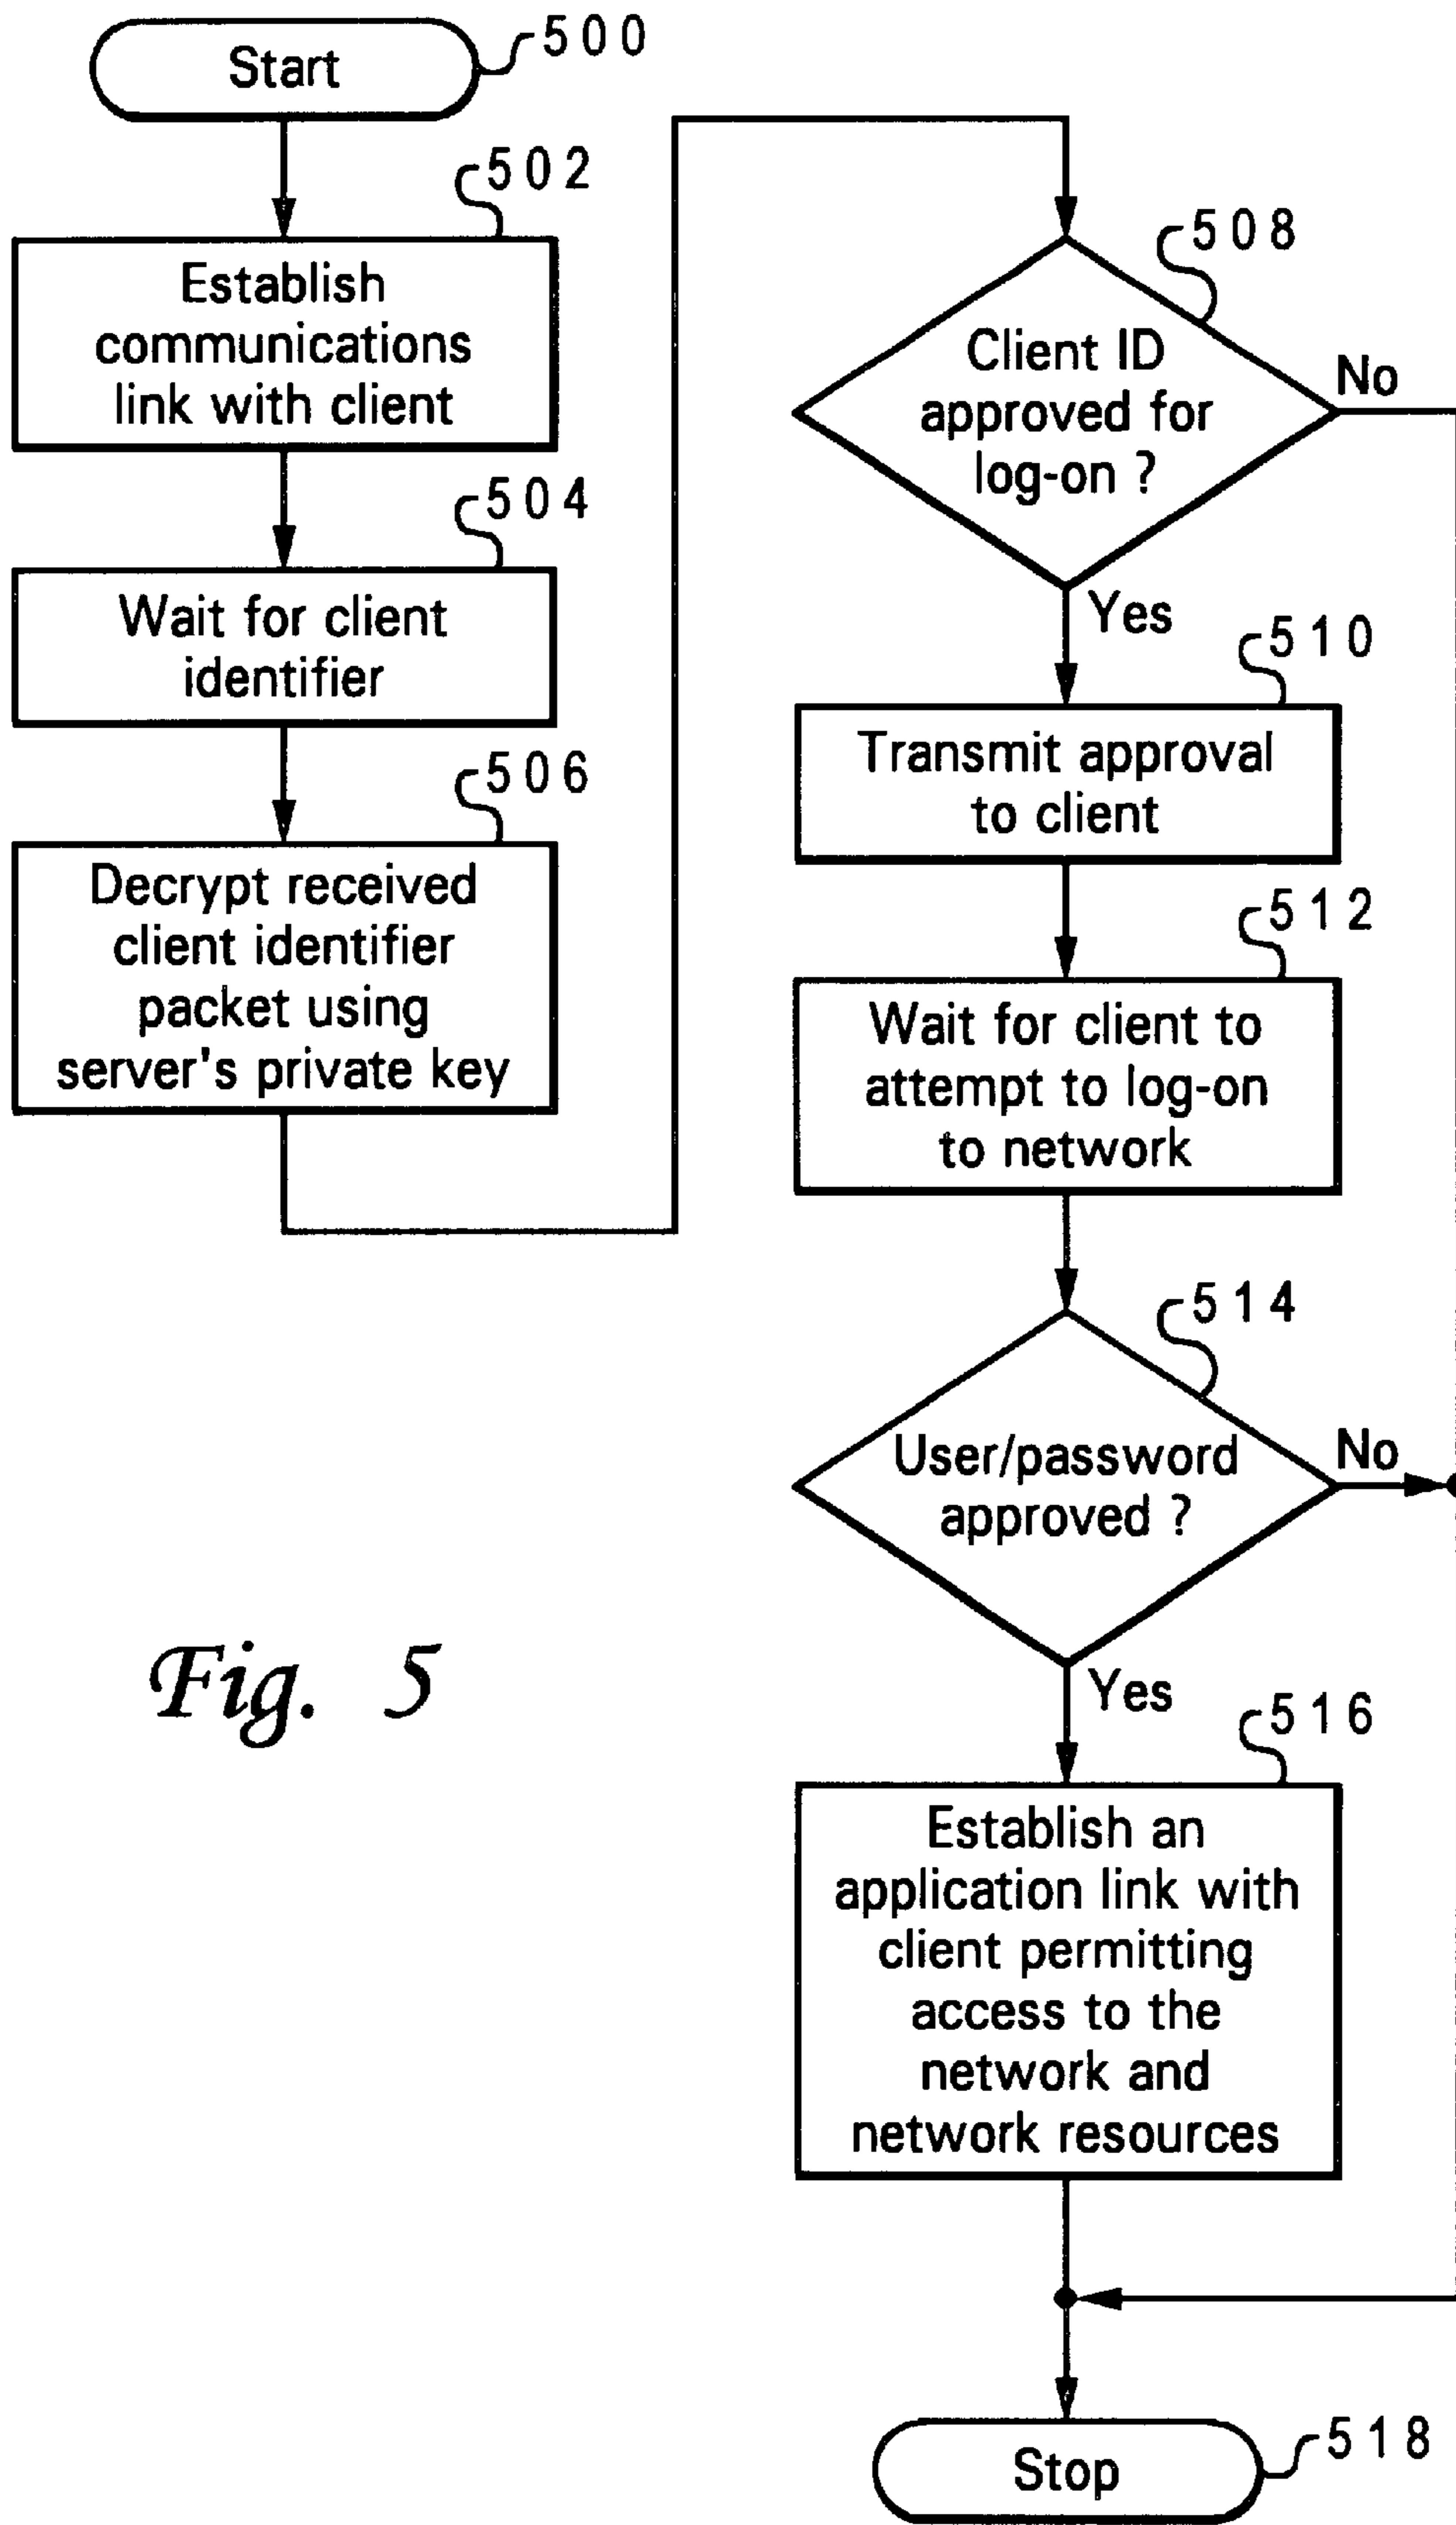 Start
500
502
Establish
communications
link with client
504
Wait for client
identifier
506
Decrypt received
client identifier
packet using
server's private key
508
Client ID
approved for
log-on ?
No
Yes
510
Transmit approval
to client
512
Wait for client to
attempt to log-on
to network
514
User/password
approved ?
No
Yes
516
Establish an
application link with
client permitting
access to the
network and
network resources
Stop
518
Fig. 5